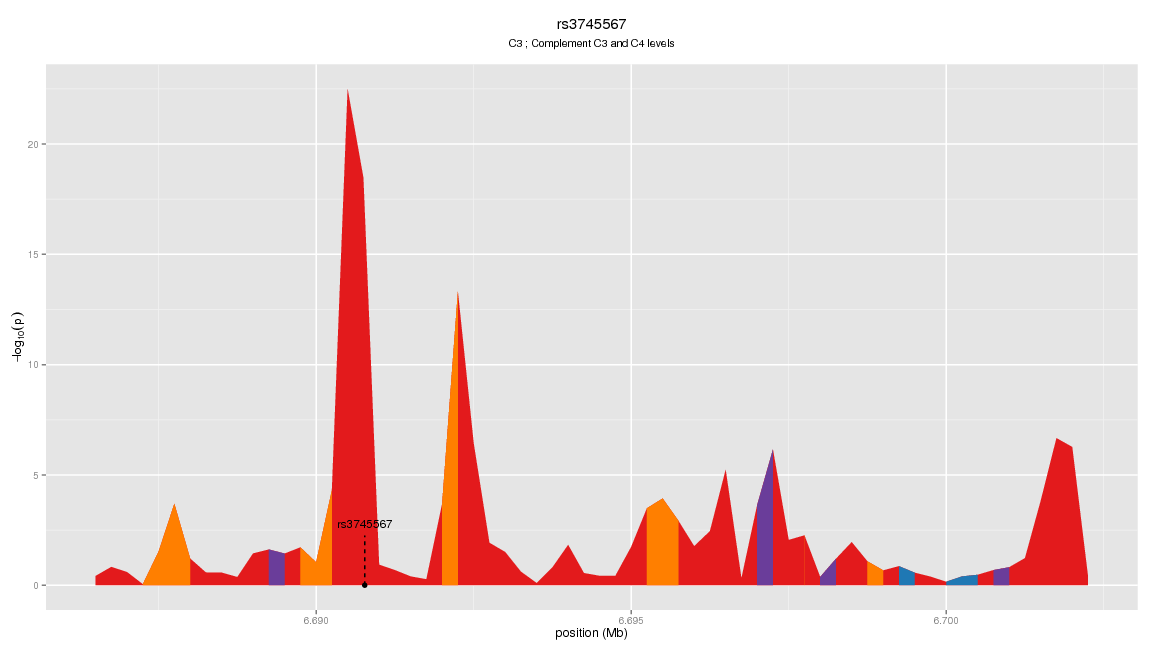 rs3745567
C3 ; Complement C3 and C4 levels
20
15
10
5
0
−log10(p)
rs3745567
6.690
6.695
6.700
position (Mb)